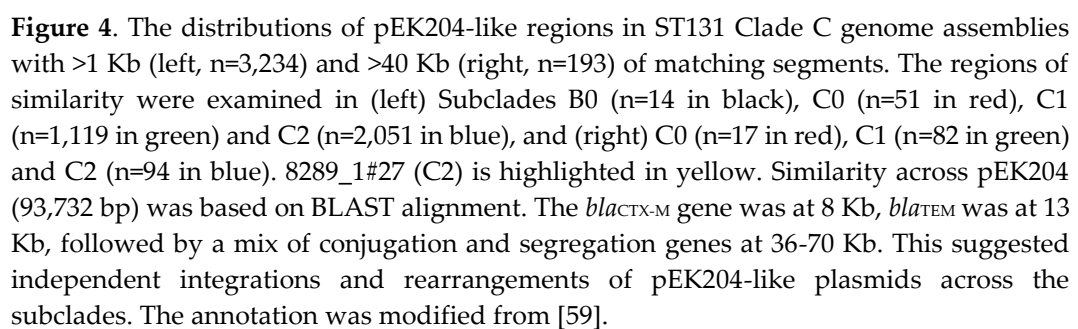 Figure 4. The distributions of pEK204-like regions in ST131 Clade C genome assemblies
with >1 Kb (left, n=3,234) and >40 Kb (right, n=193) of matching segments. The regions of
similarity were examined in (left) Subclades B0 (n=14 in black), C0 (n=51 in red), C1
(n=1,119 in green) and C2 (n=2,051 in blue), and (right) C0 (n=17 in red), C1 (n=82 in green)
and C2 (n=94 in blue). 8289_1#27 (C2) is highlighted in yellow. Similarity across pEK204
(93,732 bp) was based on BLAST alignment. The blaCTX-M gene was at 8 Kb, blaTEM was at 13
Kb, followed by a mix of conjugation and segregation genes at 36-70 Kb. This suggested
independent integrations and rearrangements of pEK204-like plasmids across the
subclades. The annotation was modified from [59].